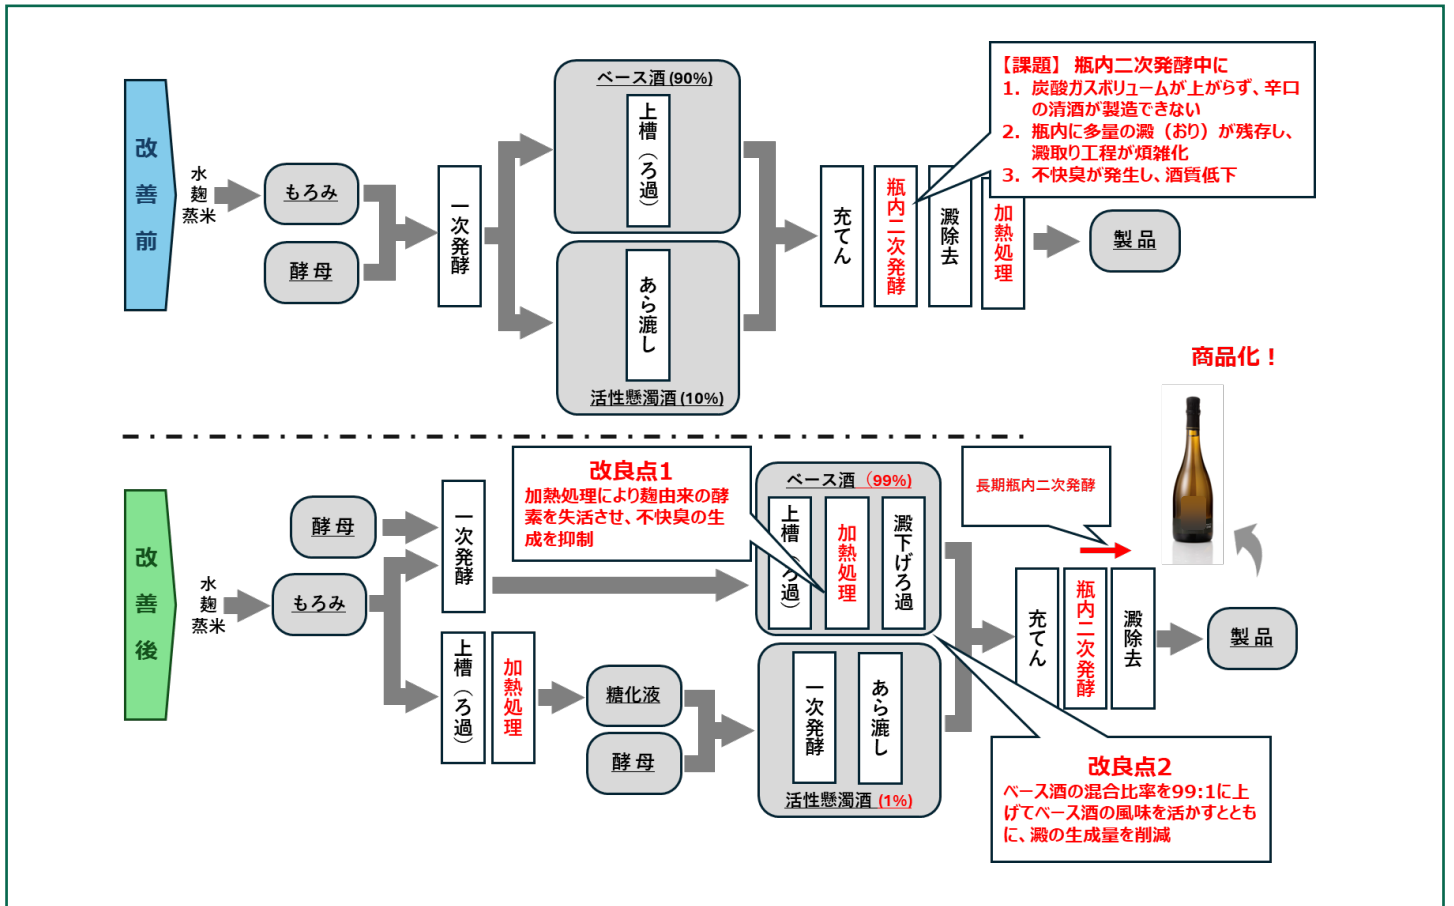 改善前
水
麹
蒸米
もろみ
酵母
一次発酵
ベース酒(90%)
上槽（ろ過）
あら漉し
活性懸濁酒(10%)
充てん
瓶内二次発酵
澱除去
加熱処理
製品
【課題】 瓶内二次発酵中に
1. 炭酸ガスボリュームが上がらず、辛口
の清酒が製造できない
2. 瓶内に多量の澱（おり）が残存し、
澱取り工程が煩雑化
3. 不快臭が発生し、酒質低下
商品化！
改善後
水
麹
蒸米
酵母
もろみ
一次発酵
上槽（ろ過）
加熱処理
糖化液
酵母
改良点1
加熱処理により麹由来の酵
素を失活させ、不快臭の生
成を抑制
ベース酒（99%)
上槽（ろ過）
加熱処理
澱下げろ過
一次発酵
あら漉し
活性懸濁酒(1%)
長期瓶内二次発酵
充てん
瓶内二次発酵
澱除去
製品
改良点2
ベース酒の混合比率を99:1に上
げてベース酒の風味を活かすととも
に、澱の生成量を削減